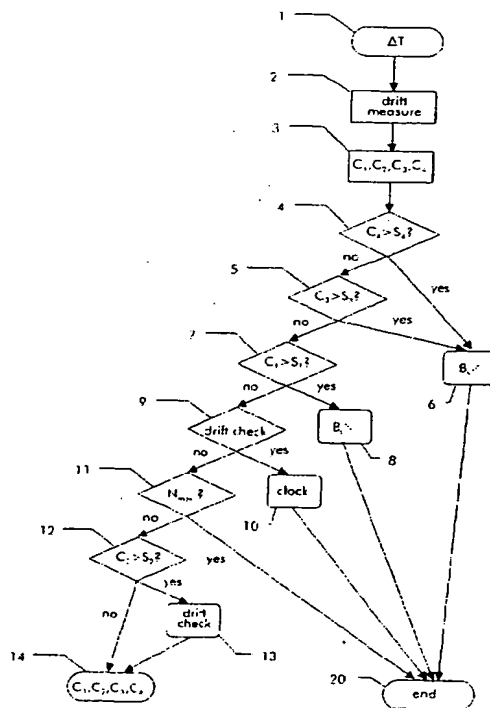 1
ΔT
2
drift
measure
3
C₁,C₂,C₃,C₄
4
C₄>S₄?
no
5
yes
C₃>S₃?
no
yes
7
C₁>S₁?
6
no
yes
9
drift check
8
no
yes
11
clock
10
no
12
yes
C₂>S₂?
yes
no
drift
check
13
14
C₁,C₂,C₃,C₄
20
end